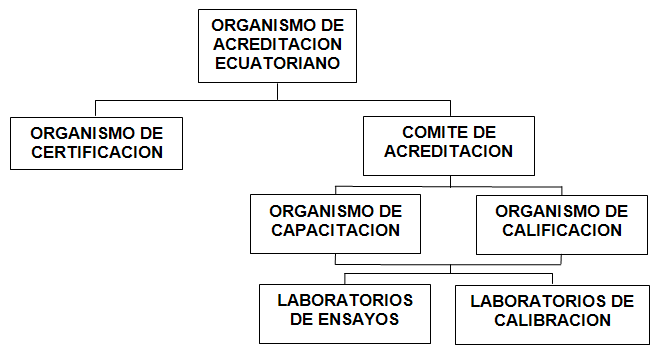 ORGANISMO DE
ACREDITACION
ECUATORIANO
ORGANISMO DE
CERTIFICACION
COMITE DE
ACREDITACION
ORGANISMO DE
CAPACITACION
ORGANISMO DE
CALIFICACION
LABORATORIOS
DE ENSAYOS
LABORATORIOS DE
CALIBRACION